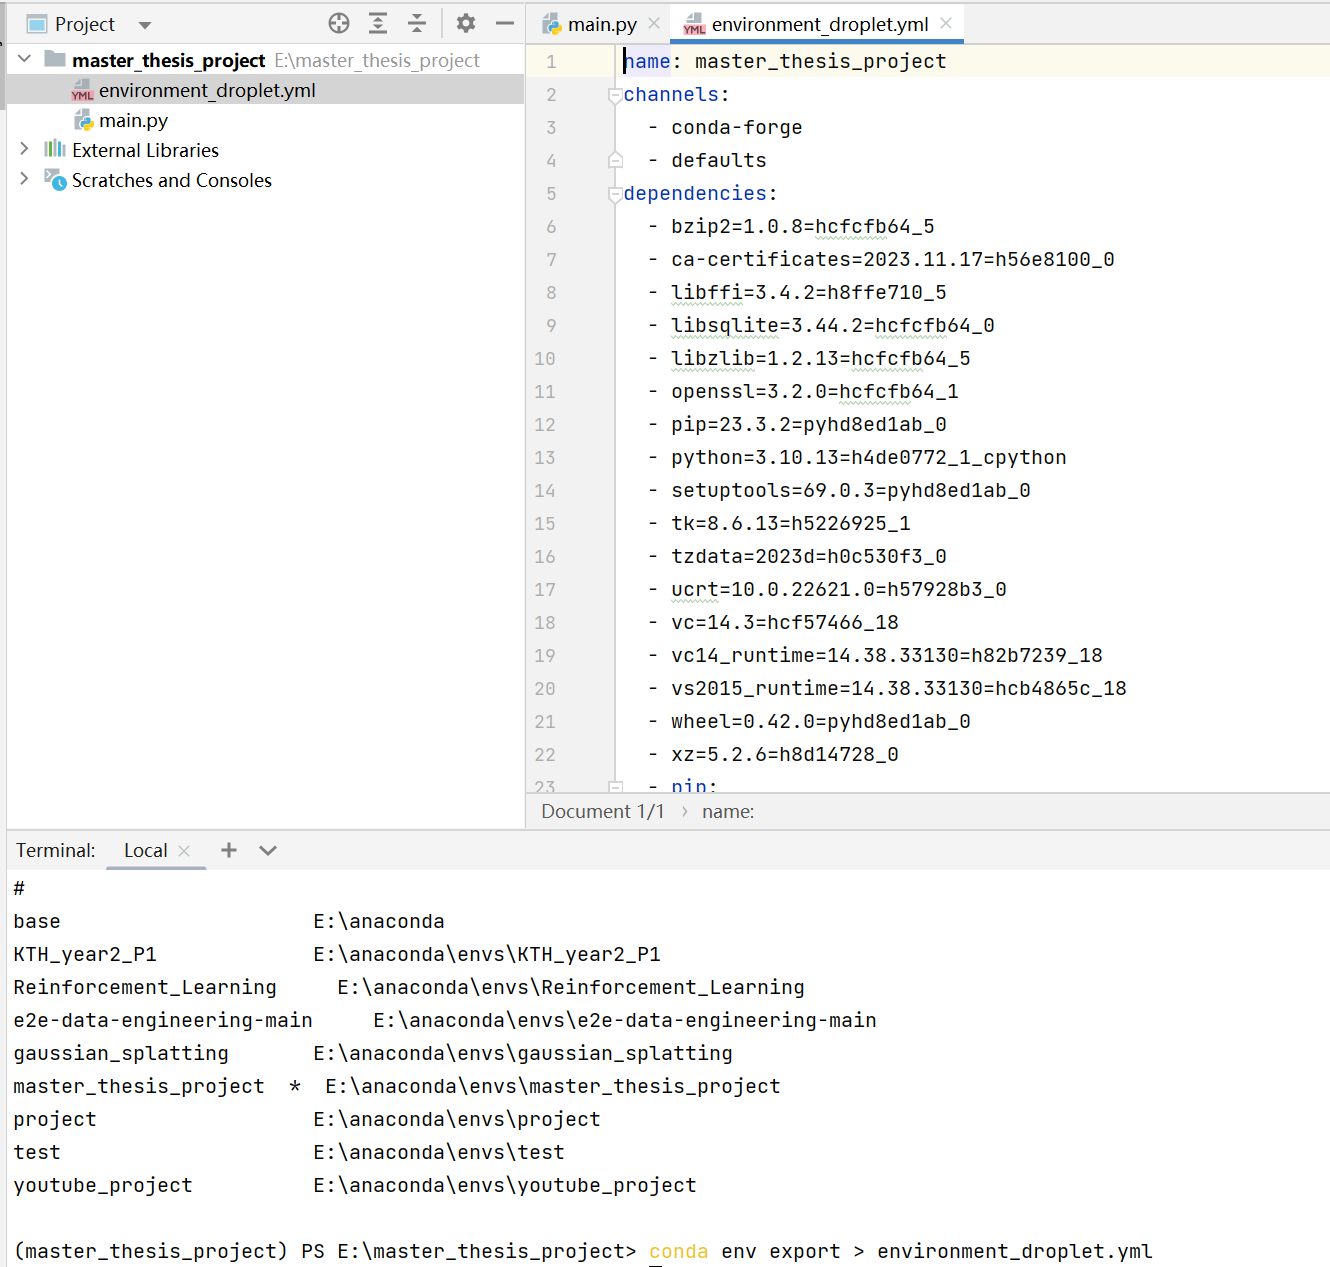 Project
main.py
environment_droplet.yml
master_thesis_project E:\master_thesis_project
environment_droplet.yml
main.py
External Libraries
Scratches and Consoles
1 name: master_thesis_project
2 channels:
3 - conda-forge
4 - defaults
5 dependencies:
6 - bzip2=1.0.8=hcfcfb64_5
7 - ca-certificates=2023.11.17=h56e8100_0
8 - libffi=3.4.2=h8ffe710_5
9 - libsqlite=3.44.2=hcfcfb64_0
10 - libzlib=1.2.13=hcfcfb64_5
11 - openssl=3.2.0=hcfcfb64_1
12 - pip=23.3.2=pyhd8ed1ab_0
13 - python=3.10.13=h4de0772_1_cpython
14 - setuptools=69.0.3=pyhd8ed1ab_0
15 - tk=8.6.13=h5226925_1
16 - tzdata=2023d=h0c530f3_0
17 - ucrt=10.0.22621.0=h57928b3_0
18 - vc=14.3=hcf57466_18
19 - vc14_runtime=14.38.33130=h82b7239_18
20 - vs2015_runtime=14.38.33130=hcb4865c_18
21 - wheel=0.42.0=pyhd8ed1ab_0
22 - xz=5.2.6=h8d14728_0
23 - pip:
Document 1/1 › name:
Terminal: Local
#
base E:\anaconda
KTH_year2_P1 E:\anaconda\envs\KTH_year2_P1
Reinforcement_Learning E:\anaconda\envs\Reinforcement_Learning
e2e-data-engineering-main E:\anaconda\envs\e2e-data-engineering-main
gaussian_splatting E:\anaconda\envs\gaussian_splatting
master_thesis_project * E:\anaconda\envs\master_thesis_project
project E:\anaconda\envs\project
test E:\anaconda\envs\test
youtube_project E:\anaconda\envs\youtube_project
(master_thesis_project) PS E:\master_thesis_project> conda env export > environment_droplet.yml